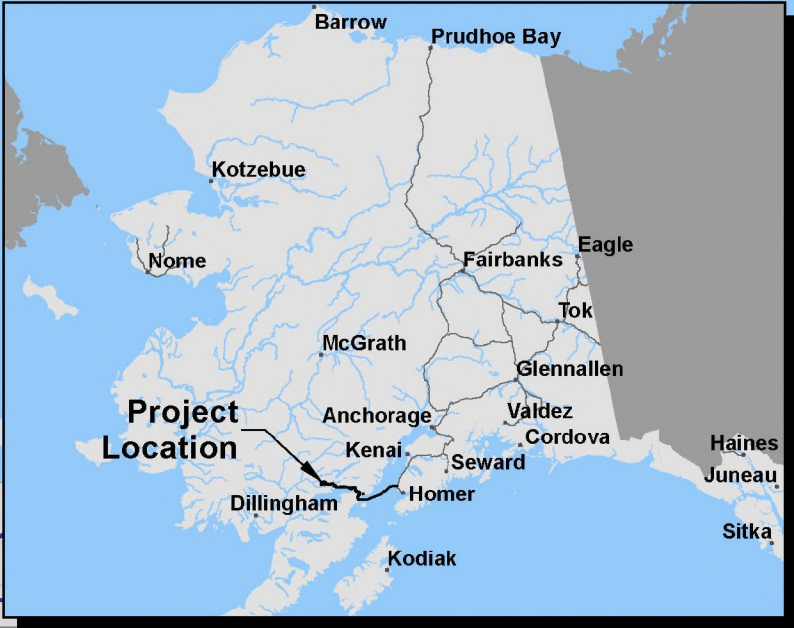 Barrow
Prudhoe Bay
Kotzebue
Nome
Fairbanks
Eagle
Tok
McGrath
Glennallen
Project
Location
Anchorage
Valdez
Cordova
Kenai
Seward
Haines
Juneau
Homer
Dillingham
Sitka
Kodiak